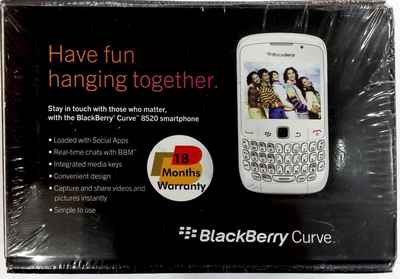 Have fun
hanging together.
Stay in touch with those who matter,
with the BlackBerry® Curve™ 8520 smartphone
• Loaded with Social Apps
• Real-time chats with BBM™
• Integrated media keys
• Convenient design
• Capture and share videos and
pictures instantly
• Simple to use
18
Months
Warranty
BlackBerry
BlackBerry Curve.